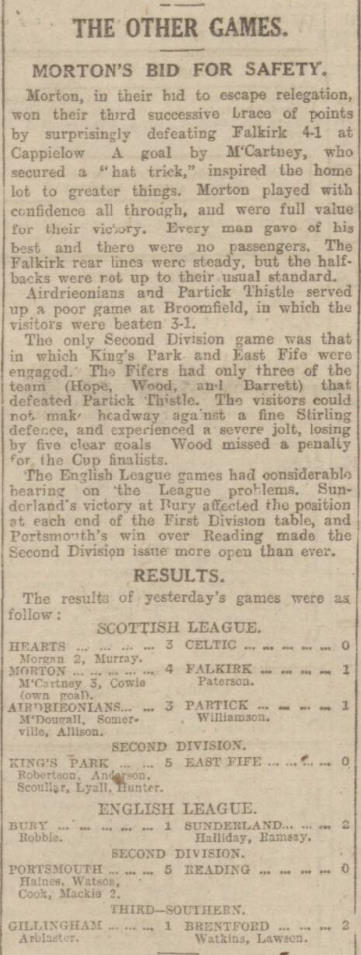 THE OTHER GAMES.
MORTON'S BID FOR SAFETY.
Morton, in their bid to escape relegation,
won their third successive brace of points
by surprisingly defeating Falkirk 4-1 at
Cappielow A goal by M'Cartney, who
secured a "hat trick," inspired the home
lot to greater things. Morton played with
confidence all through, and were full value
for their victory. Every man gave of his
best and there were no passengers. The
Falkirk rear lines were steady, but the half-
backs were not up to their usual standard.
Airdrieonians and Partick Thistle served
up a poor game at Broomfield, in which the
visitors were beaten 3-1.
The only Second Division game was that
in which King's Park and East Fife were
engaged. The Fifers had only three of the
team (Hope, Wood, and Barrett) that
defeated Partick Thistle. The visitors could
not make headway against a fine Stirling
defence, and experienced a severe jolt, losing
by five clear goals Wood missed a penalty
for the Cup finalists.
The English League games had considerable
bearing on the League problems. Sun-
derland's victory at Bury affected the position
at each end of the First Division table, and
Portsmouth's win over Reading made the
Second Division issue more open than ever.
RESULTS.
The results of yesterday's games were as
follow:
SCOTTISH LEAGUE.
HEARTS ... ... ... ... 3 CELTIC ... ... ... ... ... 0
Morgan 2, Murray.
MORTON ... ... ... ... 4 FALKIRK ... ... ... ... 1
M'Cartney 3, Cowie Paterson.
(own goal).
AIRDRIEONIANS... ... 3 PARTICK ... ... ... ... 1
M'Dougall, Somer- Williamson.
ville, Allison.
SECOND DIVISION.
KING'S PARK ... ... 5 EAST FIFE ... ... ... ... 0
Robertson, Anderson,
Scoullar, Lyall, Hunter.
ENGLISH LEAGUE.
BURY ... ... ... ... ... 1 SUNDERLAND... ... ... 2
Robbie. Halliday, Ramsay.
SECOND DIVISION.
PORTSMOUTH ... ... ... 5 READING ... ... ... ... 0
Haines, Watson,
Cook, Mackie 2.
THIRD—SOUTHERN.
GILLINGHAM ... ... ... 1 BRENTFORD ... ... ... 2
Arblaster. Watkins, Lawson.